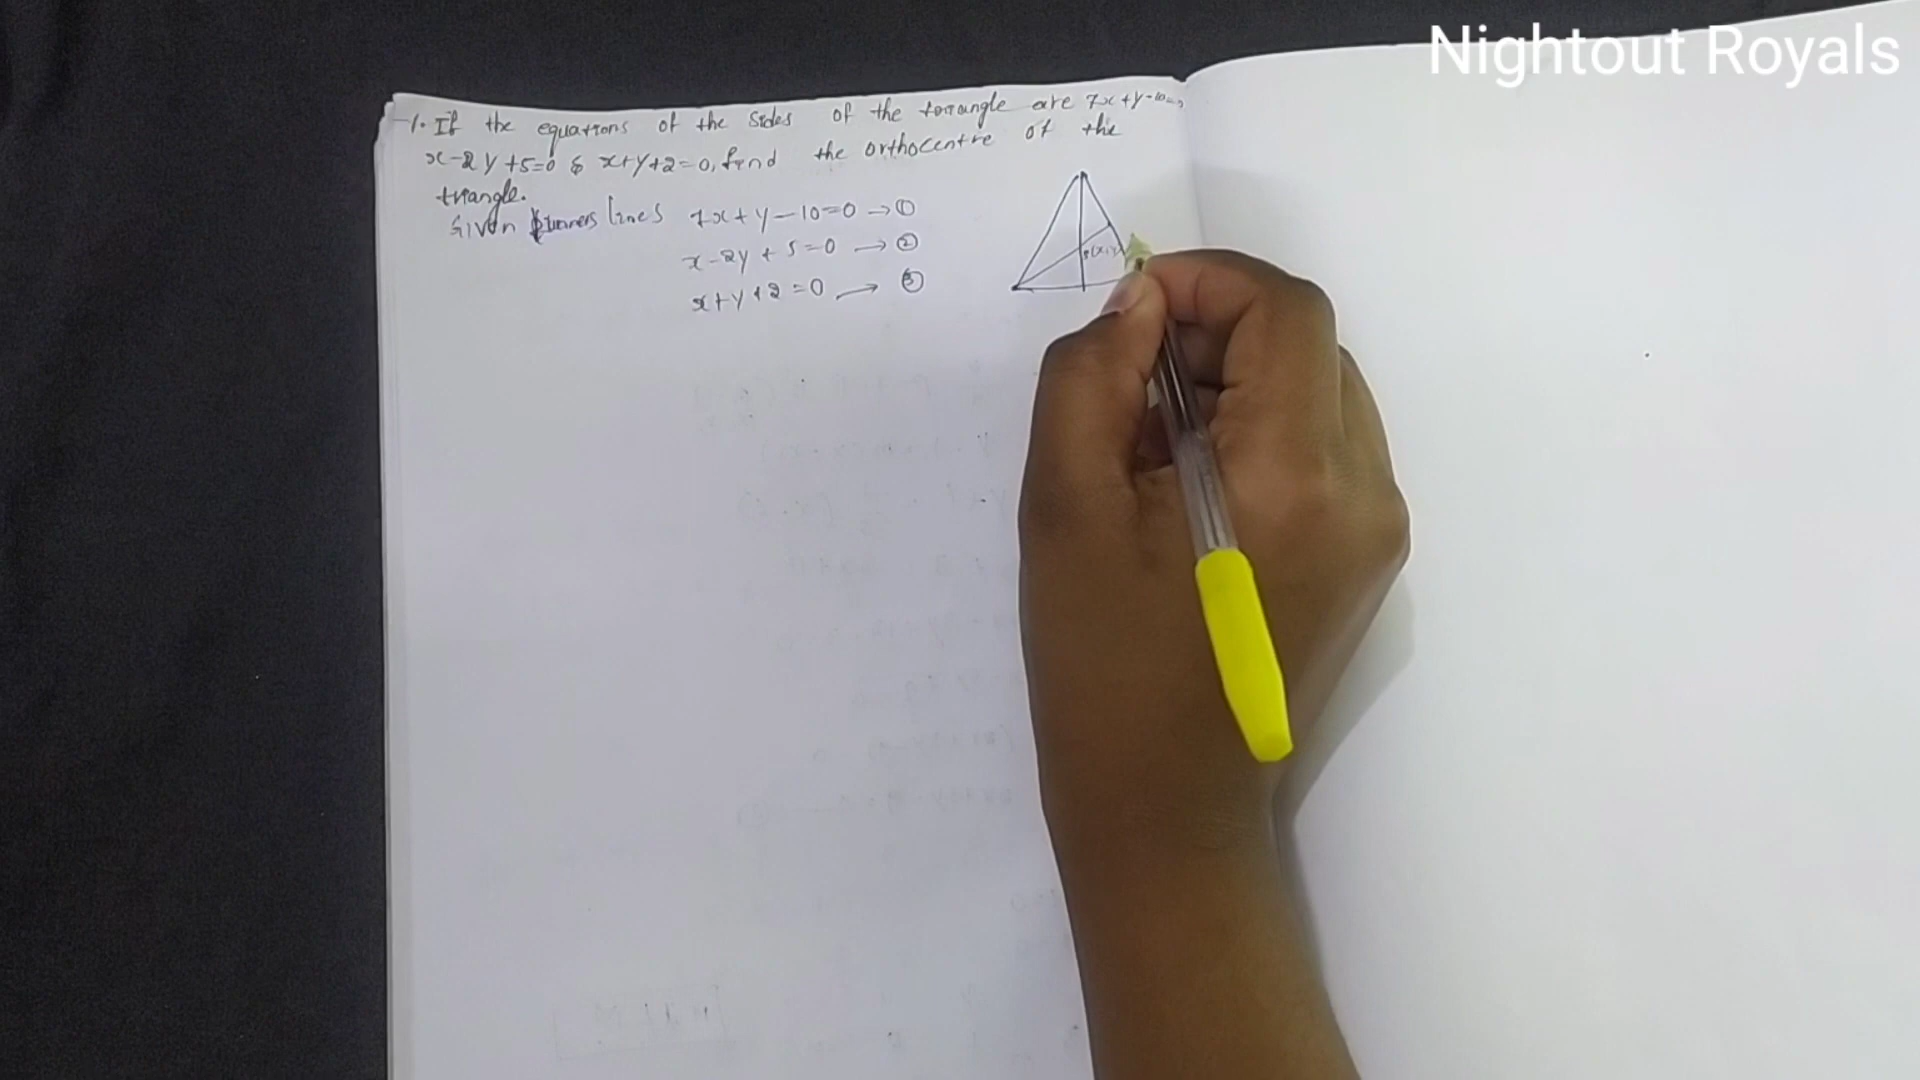 Nightout Royals
1. If the equations of the sides of the triangle are 7x+y-10=0,
x-2y+5=0 & x+y+2=0, find the orthocentre of the
triangle.
Given lines 7x+y-10=0 → ①
x-2y+5=0 → ②
x+y+2=0 → ③